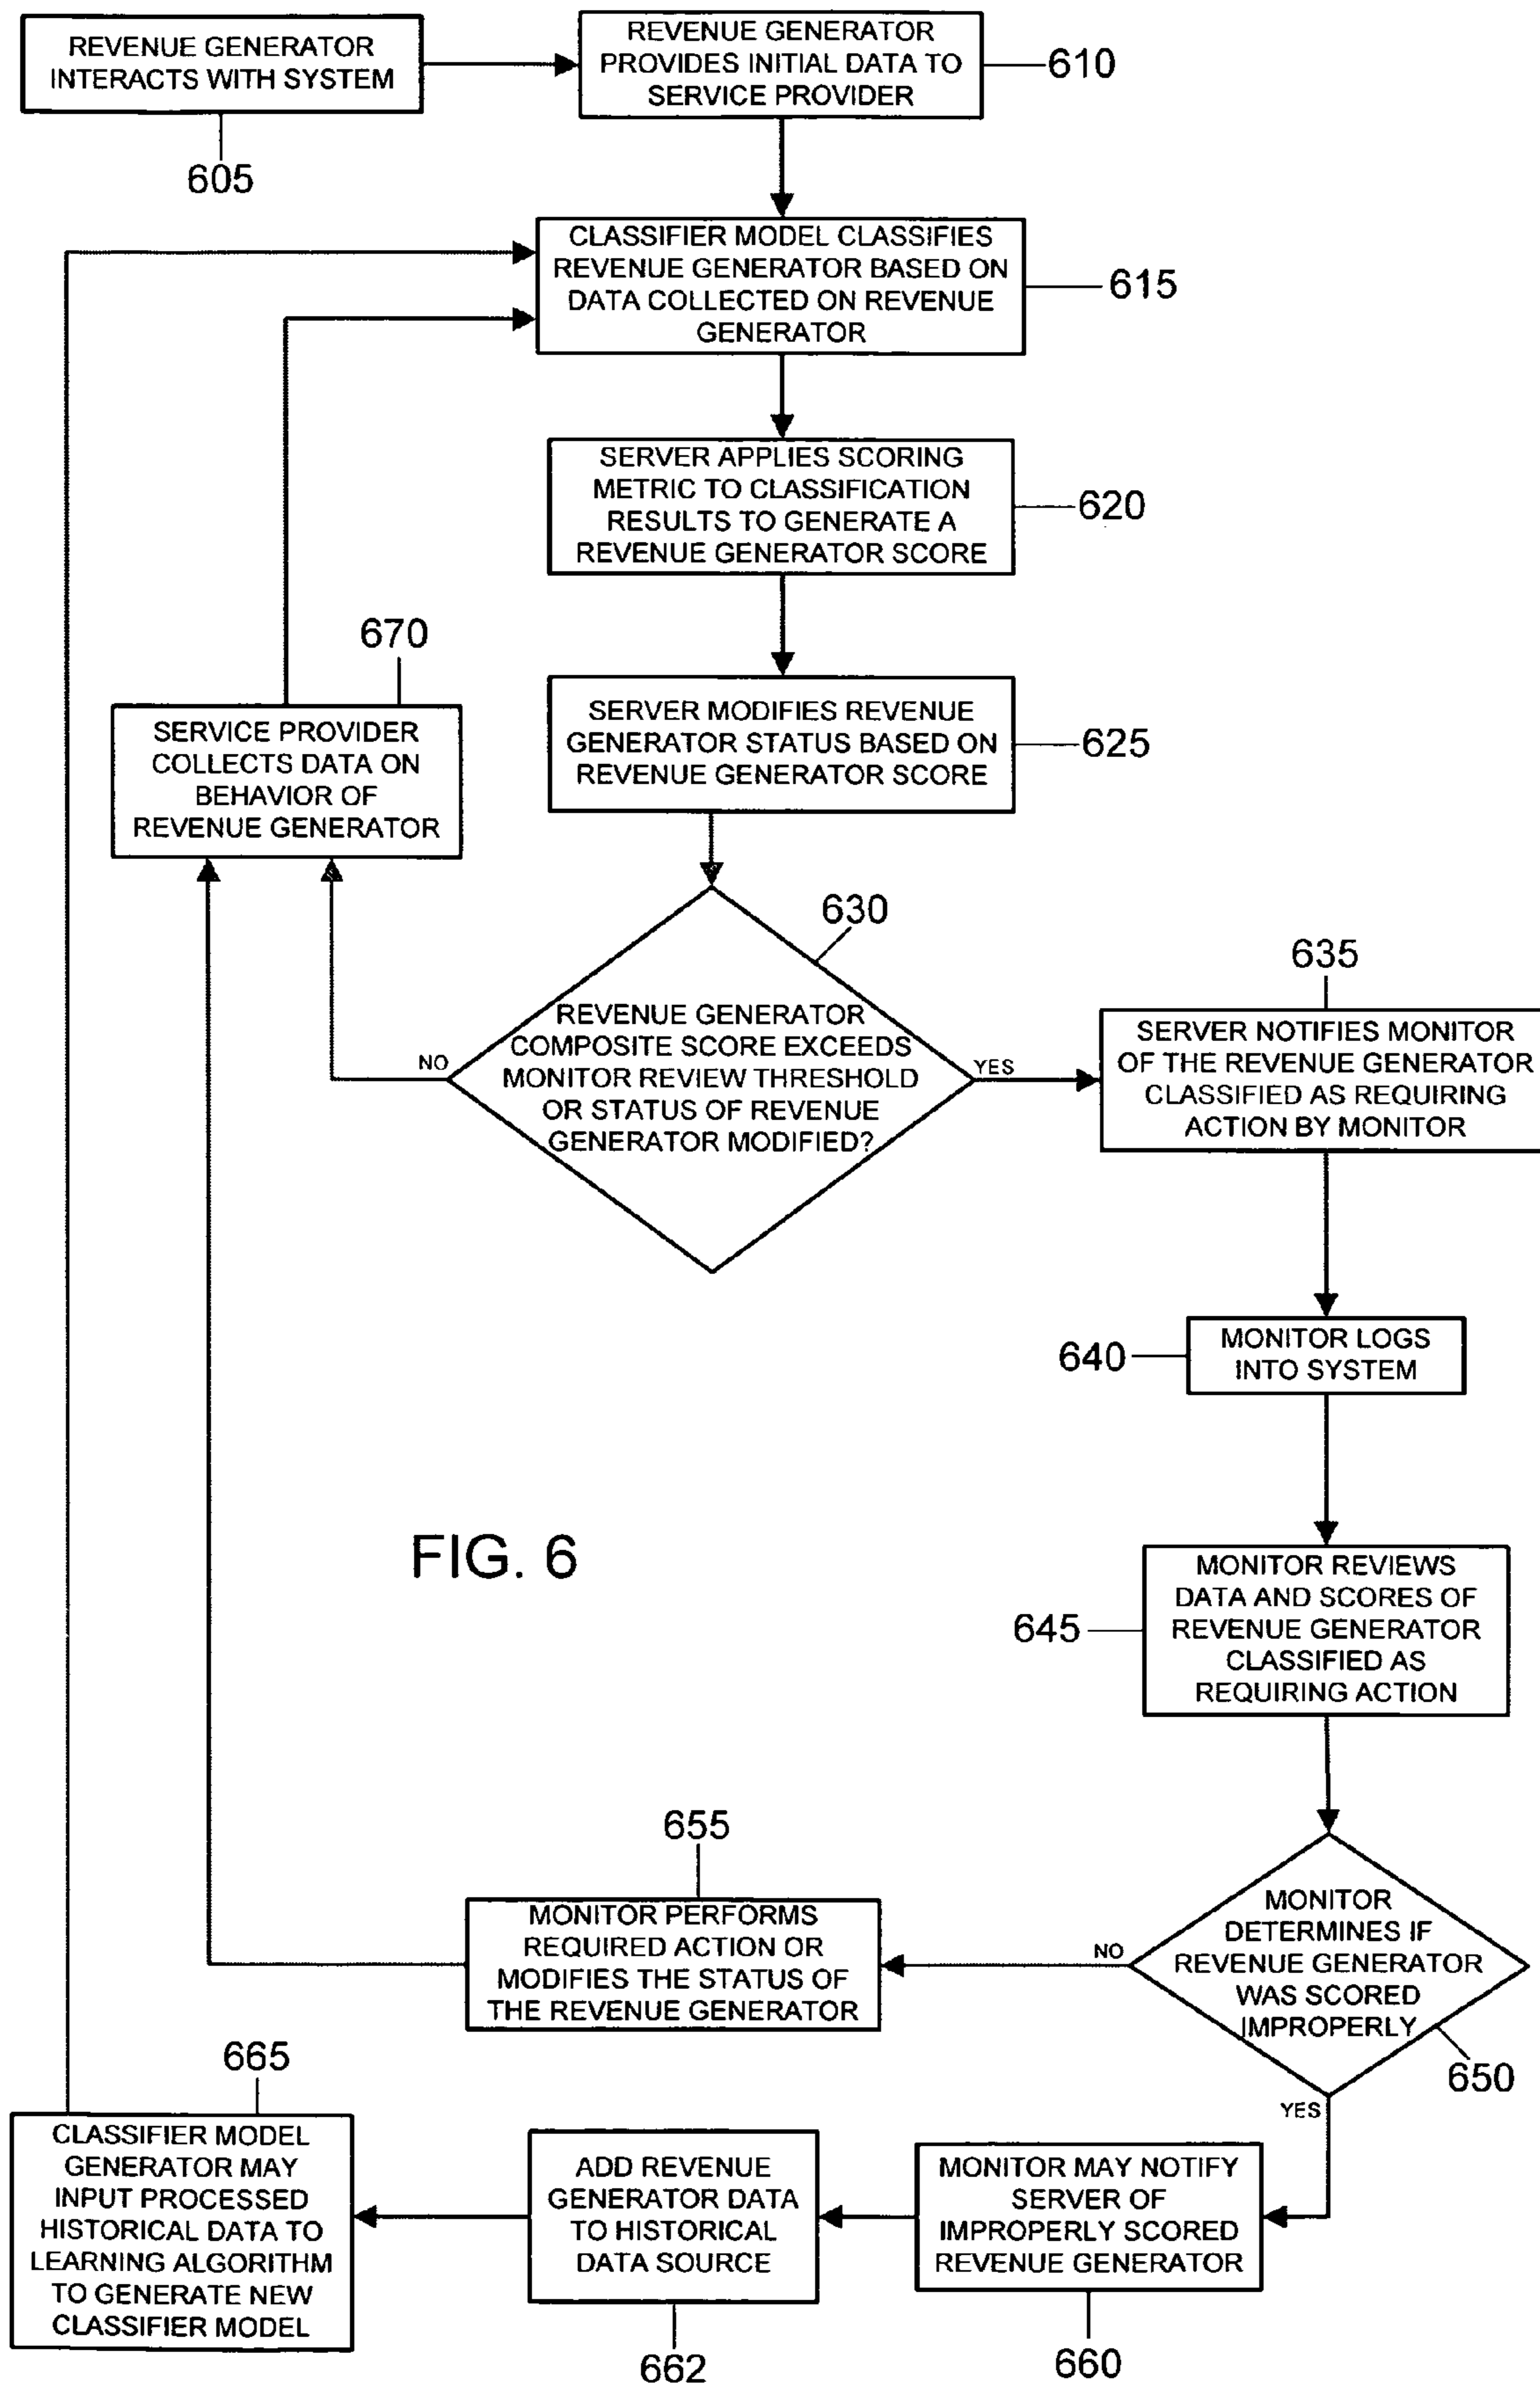 REVENUE GENERATOR
INTERACTS WITH SYSTEM
605
REVENUE GENERATOR
PROVIDES INITIAL DATA TO
SERVICE PROVIDER
610
CLASSIFIER MODEL CLASSIFIES
REVENUE GENERATOR BASED ON
DATA COLLECTED ON REVENUE
GENERATOR
615
SERVER APPLIES SCORING
METRIC TO CLASSIFICATION
RESULTS TO GENERATE A
REVENUE GENERATOR SCORE
620
670
SERVICE PROVIDER
COLLECTS DATA ON
BEHAVIOR OF
REVENUE GENERATOR
SERVER MODIFIES REVENUE
GENERATOR STATUS BASED ON
REVENUE GENERATOR SCORE
625
630
REVENUE GENERATOR
COMPOSITE SCORE EXCEEDS
MONITOR REVIEW THRESHOLD
OR STATUS OF REVENUE
GENERATOR MODIFIED?
NO
YES
635
SERVER NOTIFIES MONITOR
OF THE REVENUE GENERATOR
CLASSIFIED AS REQUIRING
ACTION BY MONITOR
640
MONITOR LOGS
INTO SYSTEM
FIG. 6
645
MONITOR REVIEWS
DATA AND SCORES OF
REVENUE GENERATOR
CLASSIFIED AS
REQUIRING ACTION
MONITOR
DETERMINES IF
REVENUE GENERATOR
WAS SCORED
IMPROPERLY
650
NO
YES
655
MONITOR PERFORMS
REQUIRED ACTION OR
MODIFIES THE STATUS OF
THE REVENUE GENERATOR
MONITOR MAY NOTIFY
SERVER OF
IMPROPERLY SCORED
REVENUE GENERATOR
660
ADD REVENUE
GENERATOR DATA
TO HISTORICAL
DATA SOURCE
662
665
CLASSIFIER MODEL
GENERATOR MAY
INPUT PROCESSED
HISTORICAL DATA TO
LEARNING ALGORITHM
TO GENERATE NEW
CLASSIFIER MODEL